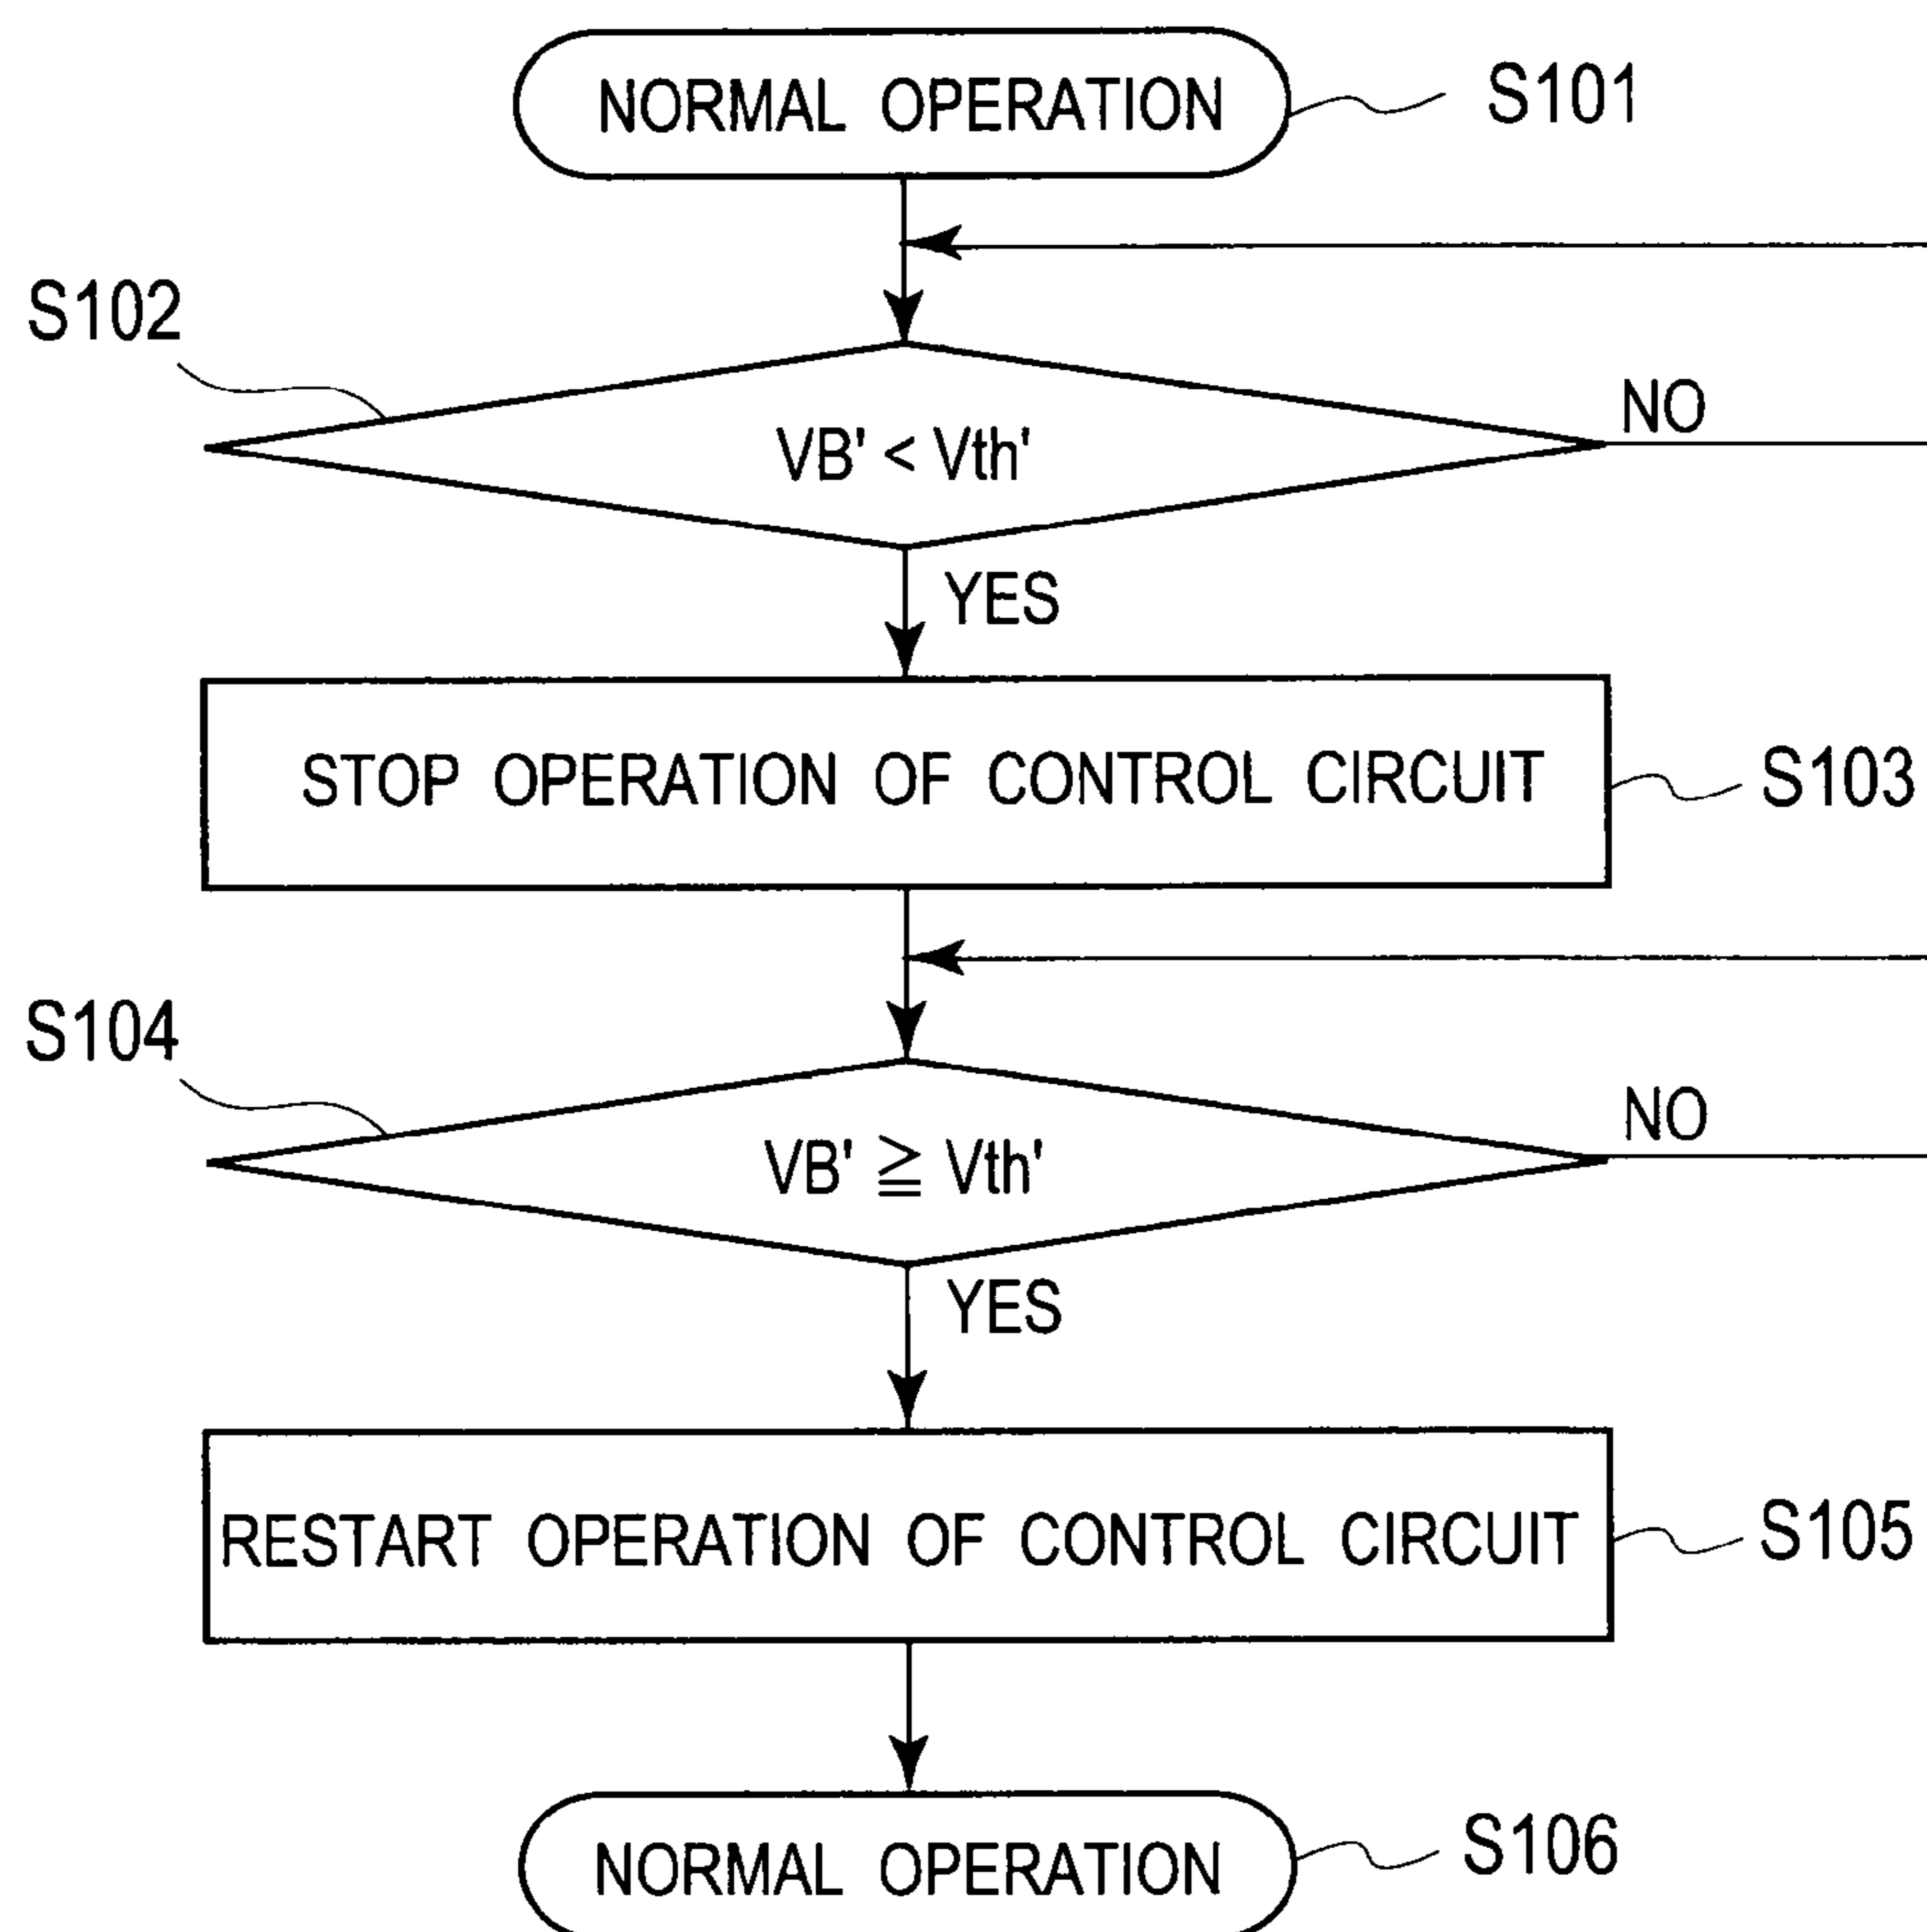 NORMAL OPERATION
S101
S102
VB' < Vth'
NO
YES
STOP OPERATION OF CONTROL CIRCUIT
S103
S104
VB' ≧ Vth'
NO
YES
RESTART OPERATION OF CONTROL CIRCUIT
S105
NORMAL OPERATION
S106